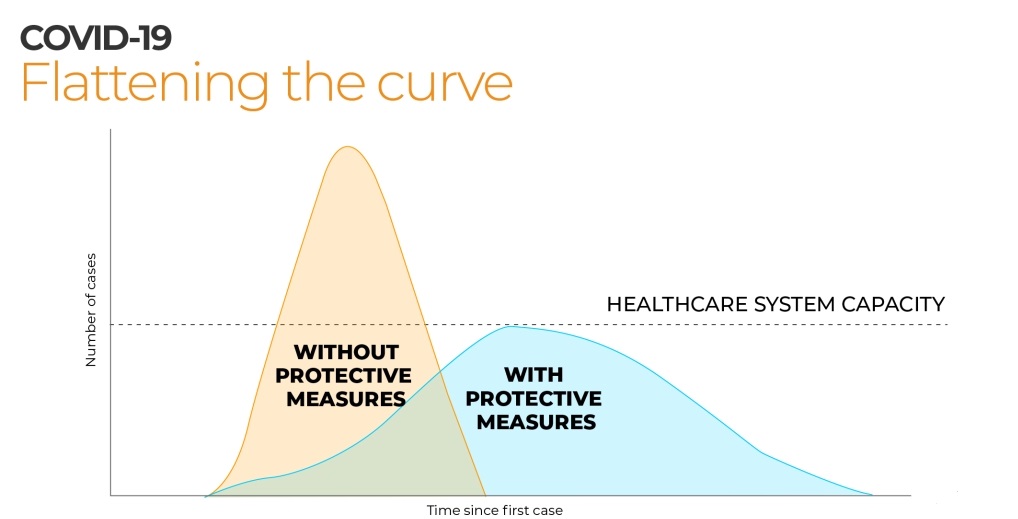 COVID-19
Flattening the curve
Number of cases
HEALTHCARE SYSTEM CAPACITY
WITHOUT
PROTECTIVE
MEASURES
WITH
PROTECTIVE
MEASURES
Time since first case